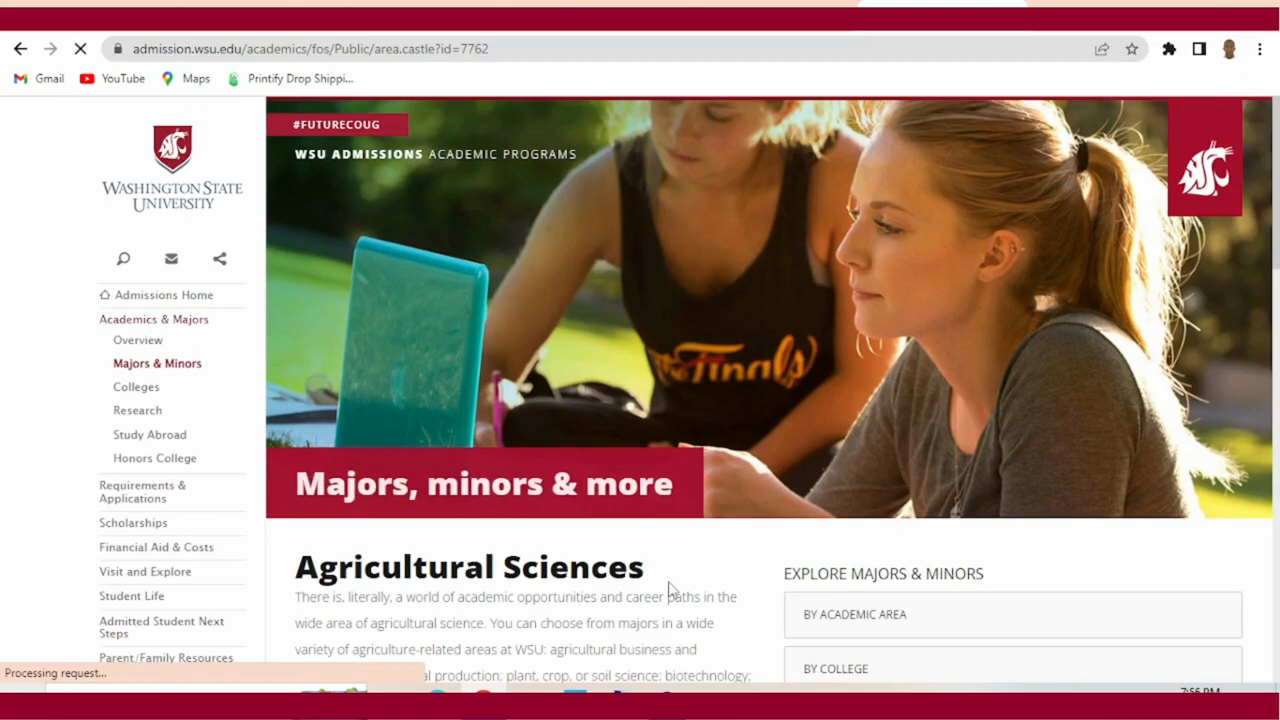 admission.wsu.edu/academics/fos/Public/area.castle?id=7762
Gmail YouTube Maps Printify Drop Shippi...
#FUTURECOUG
WSU ADMISSIONS ACADEMIC PROGRAMS
WASHINGTON STATE
UNIVERSITY
Admissions Home
Academics & Majors
Overview
Majors & Minors
Colleges
Research
Study Abroad
Honors College
Requirements &
Applications
Scholarships
Financial Aid & Costs
Visit and Explore
Student Life
Admitted Student Next
Steps
Parent/Family Resources
Finals
Majors, minors & more
Agricultural Sciences
There is, literally, a world of academic opportunities and career paths in the
wide area of agricultural science. You can choose from majors in a wide
variety of agriculture-related areas at WSU: agricultural business and
l production; plant, crop, or soil science; biotechnology;
EXPLORE MAJORS & MINORS
BY ACADEMIC AREA
BY COLLEGE
Processing request...
7:56 PM